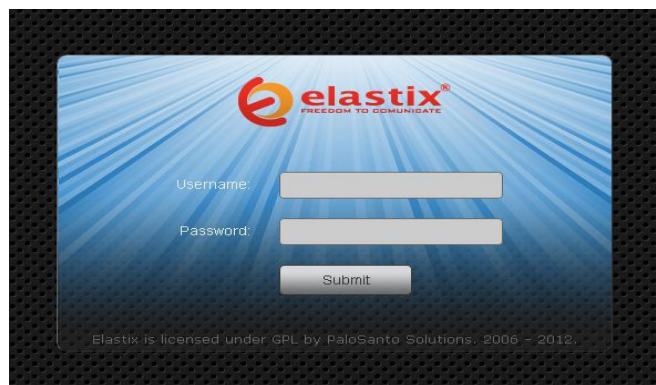 elastix®
FREEDOM TO COMUNICATE
Username:
Password:
Submit
Elastix is licensed under GPL by PaloSanto Solutions. 2006 - 2012.